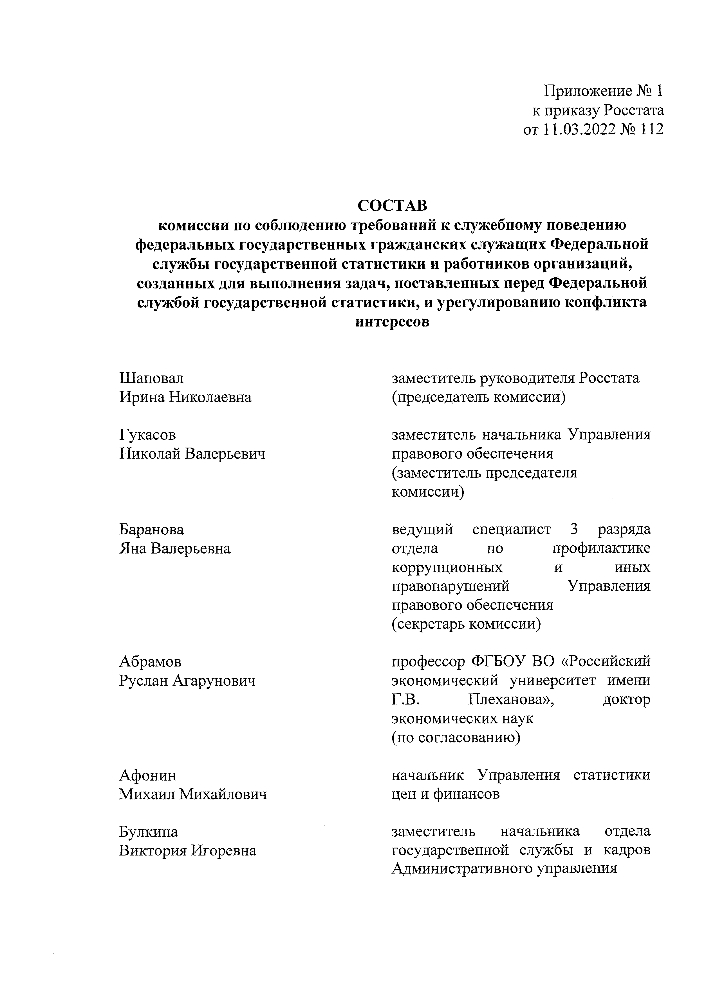 Приложение № 1
к приказу Росстата
от 11.03.2022 № 112
СОСТАВ
комиссии по соблюдению требований к служебному поведению
федеральных государственных гражданских служащих Федеральной
службы государственной статистики и работников организаций,
созданных для выполнения задач, поставленных перед Федеральной
службой государственной статистики, и урегулированию конфликта
интересов
Шаповал
Ирина Николаевна
заместитель руководителя Росстата
(председатель комиссии)
Гукасов
Николай Валерьевич
заместитель начальника Управления
правового обеспечения
(заместитель председателя
комиссии)
Баранова
Яна Валерьевна
ведущий специалист 3 разряда
отдела по профилактике
коррупционных и иных
правонарушений Управления
правового обеспечения
(секретарь комиссии)
Абрамов
Руслан Агарунович
профессор ФГБОУ ВО «Российский
экономический университет имени
Г.В. Плеханова», доктор
экономических наук
(по согласованию)
Афонин
Михаил Михайлович
начальник Управления статистики
цен и финансов
Булкина
Виктория Игоревна
заместитель начальника отдела
государственной службы и кадров
Административного управления